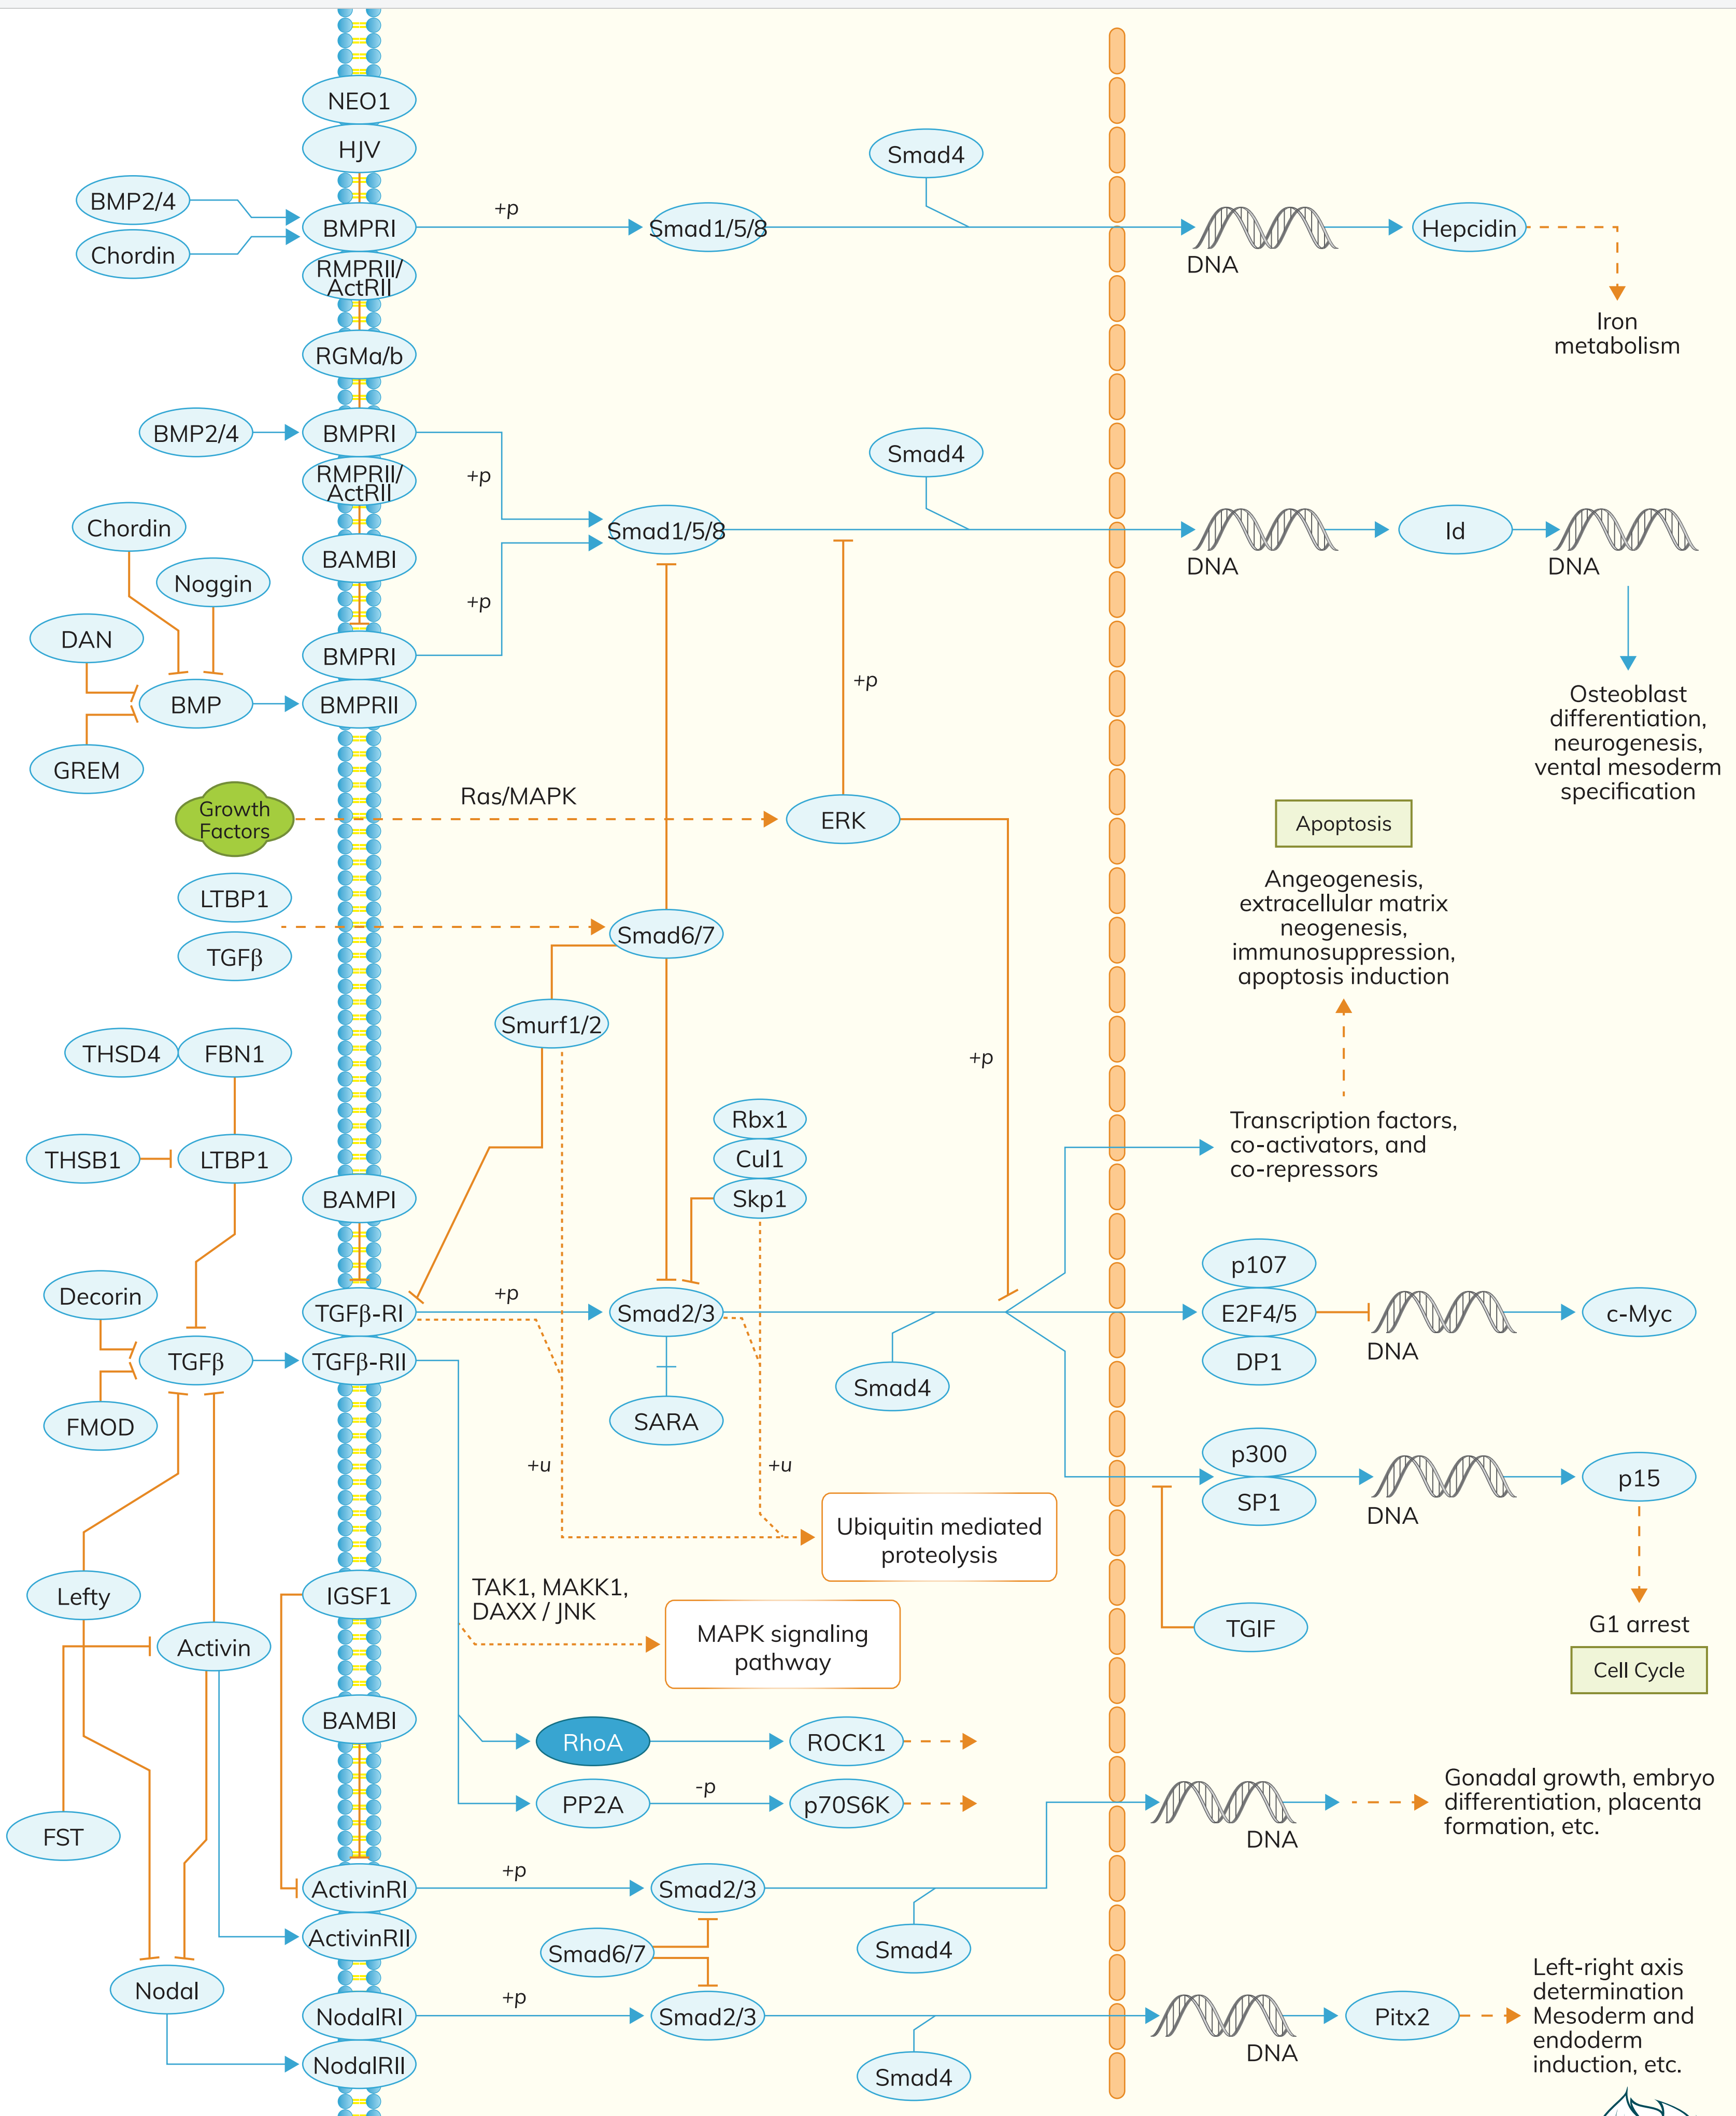 NEO1
HJV
Smad4
BMP2/4
+p
BMPRI
Smad1/5/8
Hepcidin
Chordin
DNA
RMPRII/
ActRII
Iron
metabolism
RGMa/b
BMP2/4
BMPRI
Smad4
RMPRII/
ActRII
+p
Chordin
Smad1/5/8
Id
BAMBI
DNA
DNA
Noggin
+p
DAN
BMPRI
+p
BMP
BMPRII
Osteoblast
differentiation,
neurogenesis,
vental mesoderm
specification
GREM
Growth
Factors
Ras/MAPK
ERK
Apoptosis
LTBP1
TGFβ
Smad6/7
Angeogenesis,
extracellular matrix
neogenesis,
immunosuppression,
apoptosis induction
Smurf1/2
THSD4
FBN1
+p
Rbx1
Cul1
Skp1
Transcription factors,
co-activators, and
co-repressors
THSB1
LTBP1
BAMPI
p107
E2F4/5
DP1
Decorin
+p
TGFβ-RI
Smad2/3
c-Myc
DNA
TGFβ
TGFβ-RII
Smad4
FMOD
SARA
+u
+u
p300
SP1
p15
DNA
Ubiquitin mediated
proteolysis
Lefty
IGSF1
TAK1, MAKK1,
DAXX / JNK
Activin
MAPK signaling
pathway
TGIF
G1 arrest
Cell Cycle
BAMBI
RhoA
ROCK1
-p
PP2A
p70S6K
FST
Gonadal growth, embryo
differentiation, placenta
formation, etc.
DNA
+p
ActivinRI
Smad2/3
ActivinRII
Smad6/7
Smad4
Nodal
+p
NodalRI
Smad2/3
Pitx2
Left-right axis
determination
Mesoderm and
endoderm
induction, etc.
DNA
NodalRII
Smad4